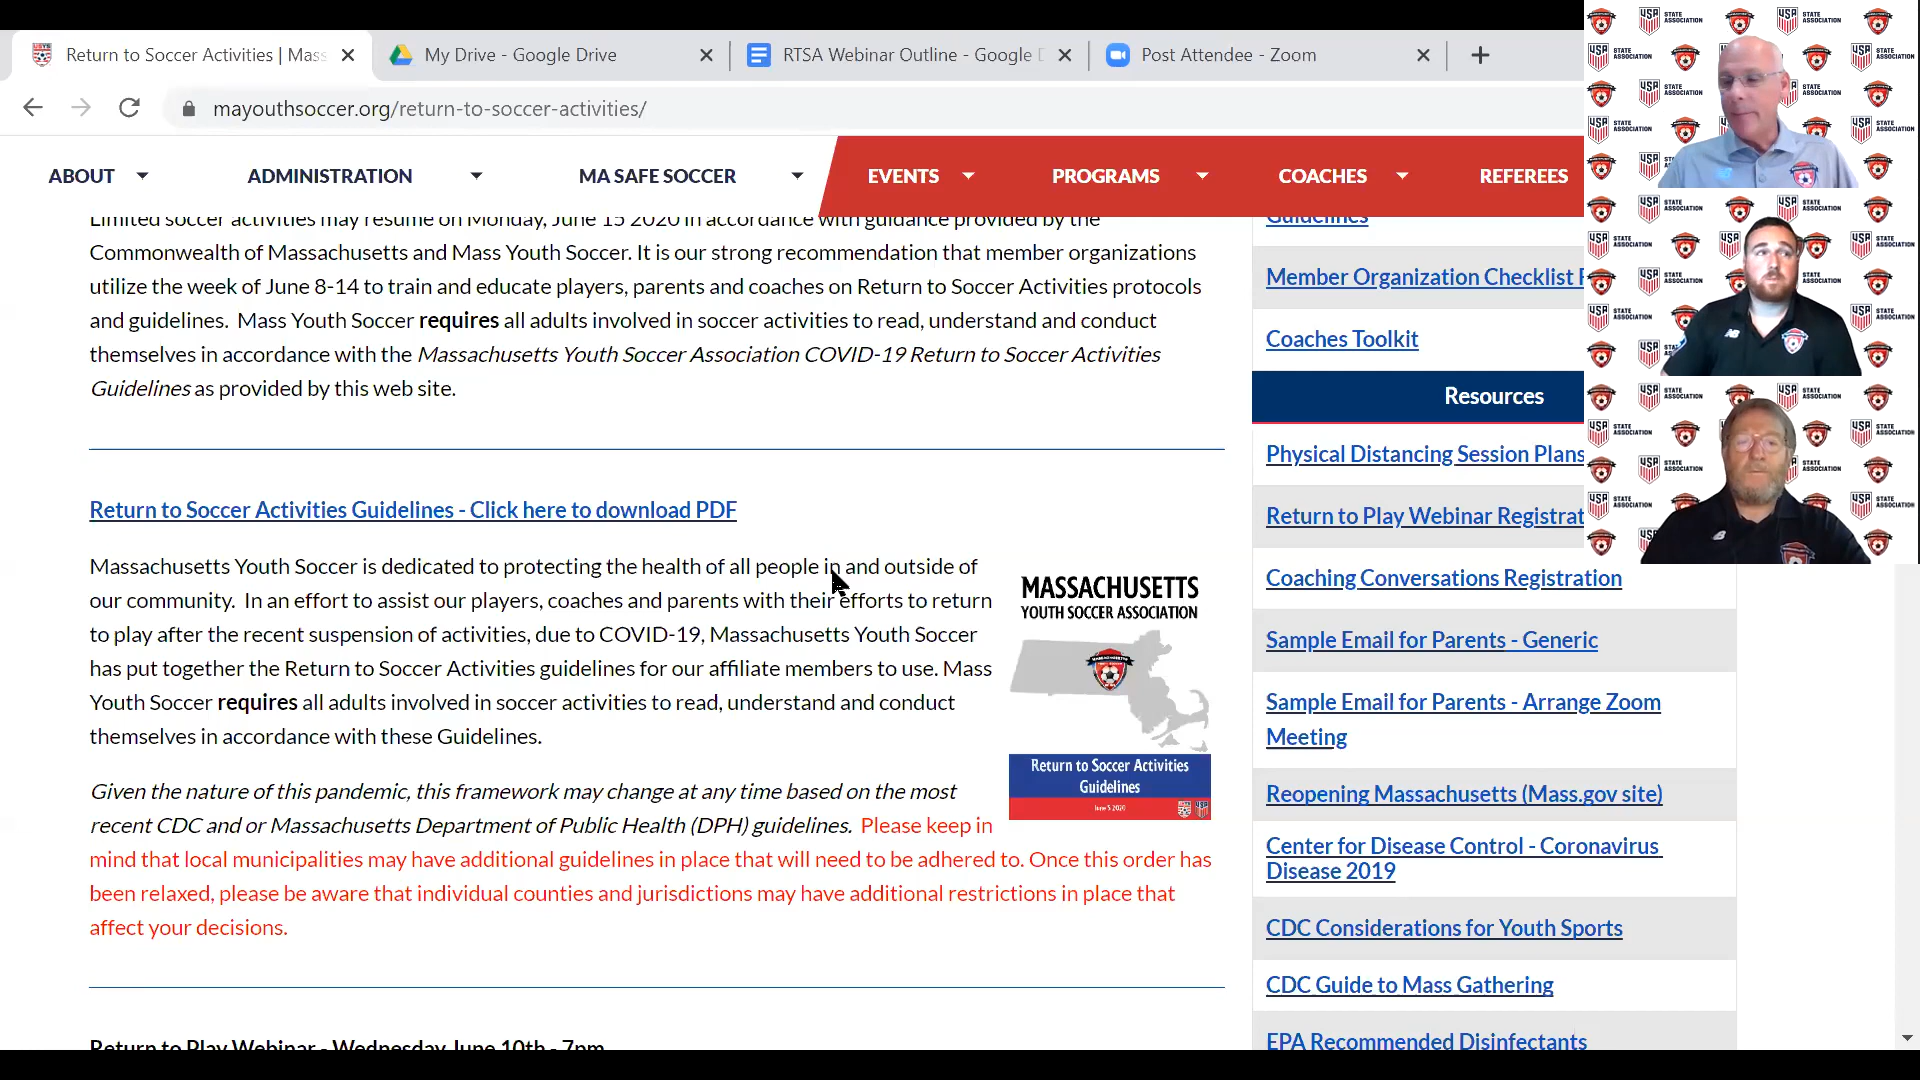 Return to Soccer Activities | Mass
My Drive - Google Drive
RTSA Webinar Outline - Google D
Post Attendee - Zoom
mayouthsoccer.org/return-to-soccer-activities/
ABOUT
ADMINISTRATION
MA SAFE SOCCER
EVENTS
PROGRAMS
COACHES
REFEREES
Limited soccer activities may resume on Monday, June 15 2020 in accordance with guidance provided by the
Commonwealth of Massachusetts and Mass Youth Soccer. It is our strong recommendation that member organizations
utilize the week of June 8-14 to train and educate players, parents and coaches on Return to Soccer Activities protocols
and guidelines. Mass Youth Soccer requires all adults involved in soccer activities to read, understand and conduct
themselves in accordance with the Massachusetts Youth Soccer Association COVID-19 Return to Soccer Activities
Guidelines as provided by this web site.
Return to Soccer Activities Guidelines - Click here to download PDF
Massachusetts Youth Soccer is dedicated to protecting the health of all people in and outside of
our community. In an effort to assist our players, coaches and parents with their efforts to return
to play after the recent suspension of activities, due to COVID-19, Massachusetts Youth Soccer
has put together the Return to Soccer Activities guidelines for our affiliate members to use. Mass
Youth Soccer requires all adults involved in soccer activities to read, understand and conduct
themselves in accordance with these Guidelines.
MASSACHUSETTS
YOUTH SOCCER ASSOCIATION
Return to Soccer Activities
Guidelines
June 5 2020
Given the nature of this pandemic, this framework may change at any time based on the most
recent CDC and or Massachusetts Department of Public Health (DPH) guidelines. Please keep in
mind that local municipalities may have additional guidelines in place that will need to be adhered to. Once this order has
been relaxed, please be aware that individual counties and jurisdictions may have additional restrictions in place that
affect your decisions.
Return to Play Webinar - Wednesday June 10th - 7pm
Guidelines
Member Organization Checklist
Coaches Toolkit
Resources
Physical Distancing Session Plans
Return to Play Webinar Registrat
Coaching Conversations Registration
Sample Email for Parents - Generic
Sample Email for Parents - Arrange Zoom
Meeting
Reopening Massachusetts (Mass.gov site)
Center for Disease Control - Coronavirus
Disease 2019
CDC Considerations for Youth Sports
CDC Guide to Mass Gathering
EPA Recommended Disinfectants
USA
STATE
ASSOCIATION